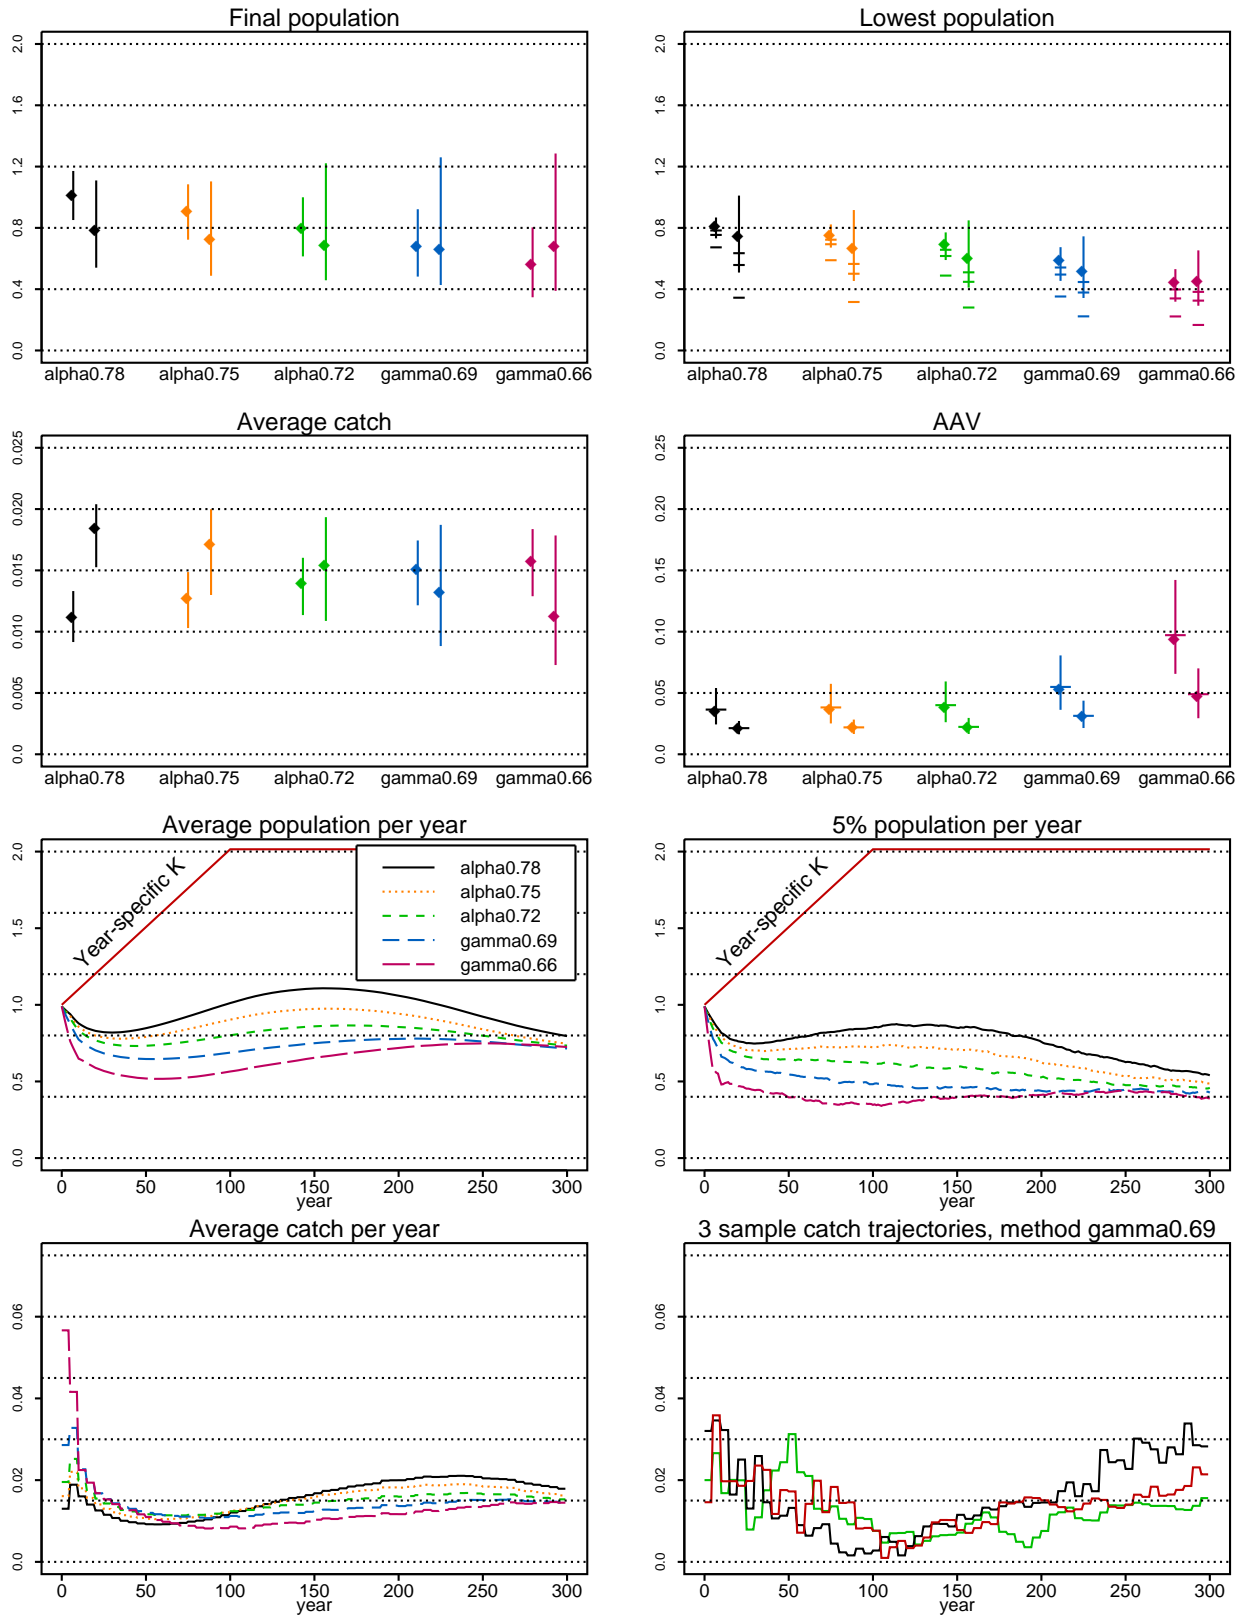 Final population
2.0
1.6
1.2
0.8
0.4
0.0
alpha0.78 alpha0.75 alpha0.72 gamma0.69 gamma0.66
Lowest population
2.0
1.6
1.2
0.8
0.4
0.0
alpha0.78 alpha0.75 alpha0.72 gamma0.69 gamma0.66
Average catch
0.025
0.020
0.015
0.010
0.005
0.0
alpha0.78 alpha0.75 alpha0.72 gamma0.69 gamma0.66
AAV
0.25
0.20
0.15
0.10
0.05
0.0
alpha0.78 alpha0.75 alpha0.72 gamma0.69 gamma0.66
Average population per year
2.0
1.5
1.0
0.5
0.0
Year-specific K
alpha0.78
alpha0.75
alpha0.72
gamma0.69
gamma0.66
0 50 100 150 200 250 300
year
5% population per year
2.0
1.5
1.0
0.5
0.0
Year-specific K
0 50 100 150 200 250 300
year
Average catch per year
0.06
0.04
0.02
0.0
0 50 100 150 200 250 300
year
3 sample catch trajectories, method gamma0.69
0.06
0.04
0.02
0.0
0 50 100 150 200 250 300
year